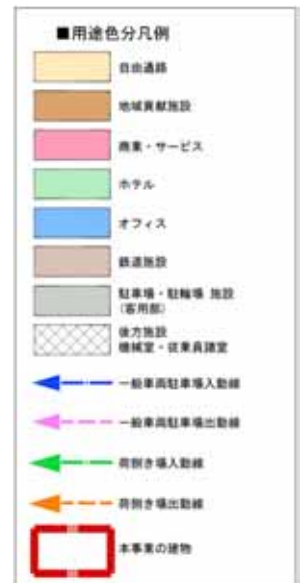 ■用途色分凡例
自由通路
地域貢献施設
商業・サービス
ホテル
オフィス
鉄道施設
駐車場・駐輪場 施設
(客用部)
後方施設
機械室・従業員諸室
一般車両駐車場入動線
一般車両駐車場出動線
荷捌き場入動線
荷捌き場出動線
本事業の建物